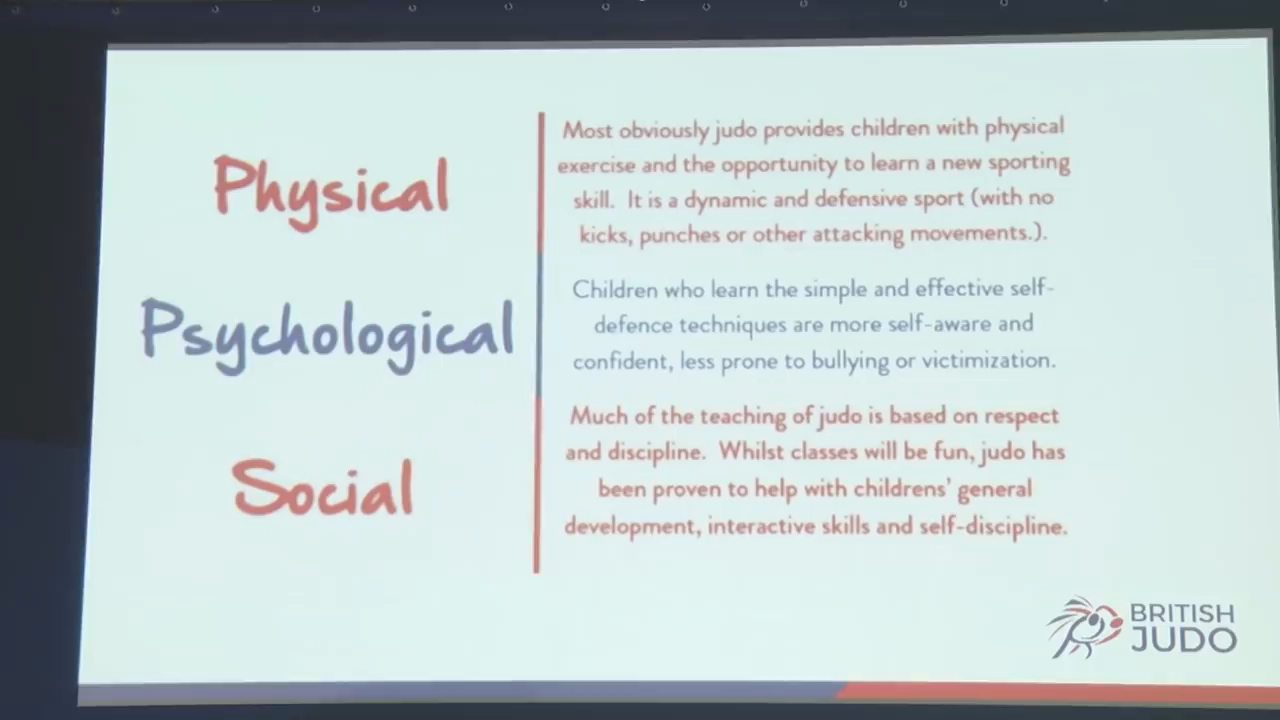 Physical
Most obviously judo provides children with physical
exercise and the opportunity to learn a new sporting
skill. It is a dynamic and defensive sport (with no
kicks, punches or other attacking movements.).
Psychological
Children who learn the simple and effective self-
defence techniques are more self-aware and
confident, less prone to bullying or victimization.
Social
Much of the teaching of judo is based on respect
and discipline. Whilst classes will be fun, judo has
been proven to help with childrens' general
development, interactive skills and self-discipline.
BRITISH
JUDO